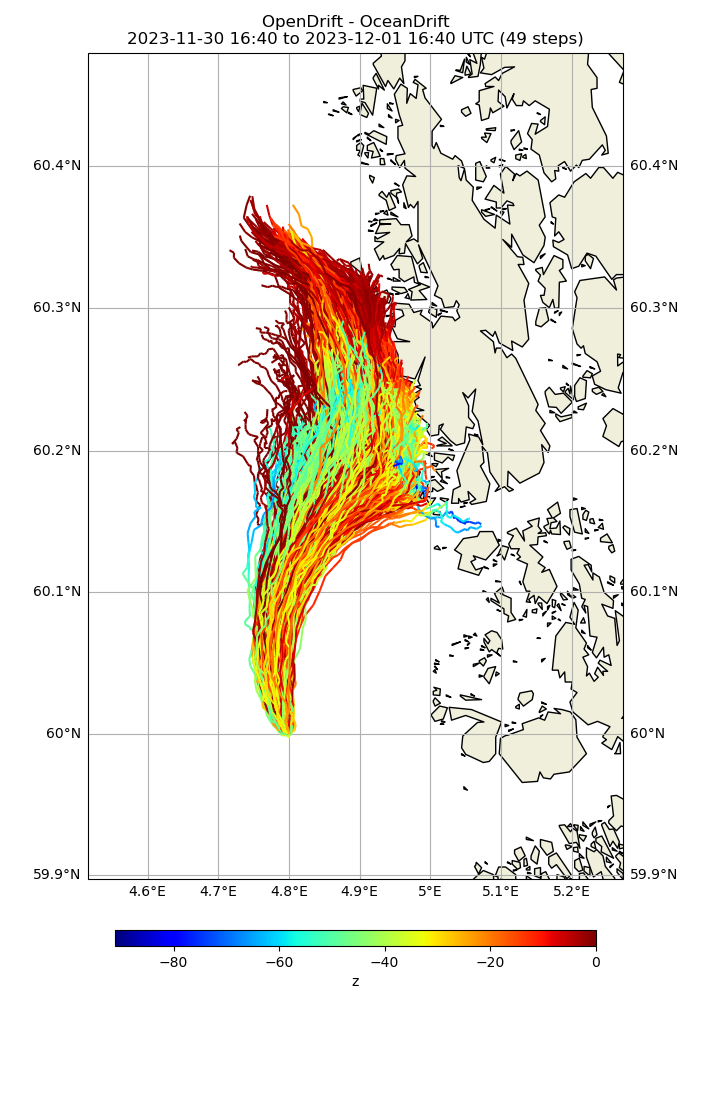 OpenDrift - OceanDrift
2023-11-30 16:40 to 2023-12-01 16:40 UTC (49 steps)
60.4°N 60.4°N
60.3°N 60.3°N
60.2°N 60.2°N
60.1°N 60.1°N
60°N 60°N
59.9°N 59.9°N
4.6°E 4.7°E 4.8°E 4.9°E 5°E 5.1°E 5.2°E
−80 −60 −40 −20 0
z